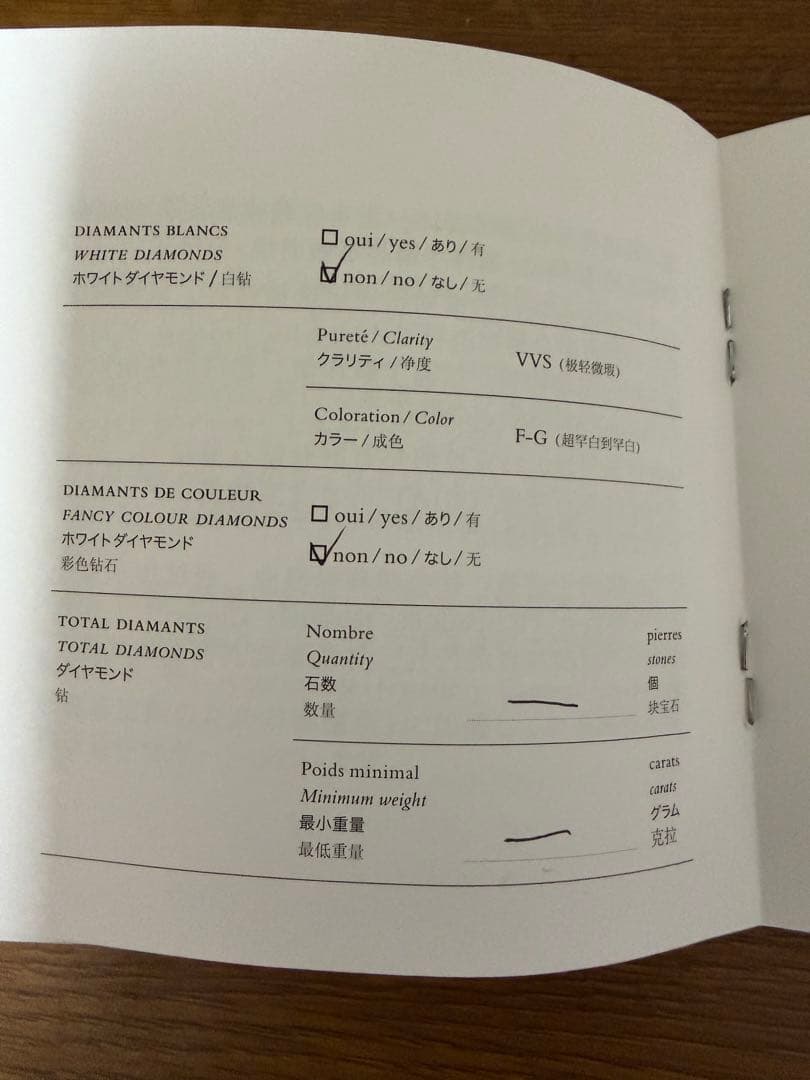 DIAMANTS BLANCS
WHITE DIAMONDS
ホワイトダイヤモンド / 白钻
oui / yes / あり / 有
non / no / なし / 无
Pureté / Clarity
クラリティ / 净度
VVS (极轻微瑕)
Coloration / Color
カラー / 成色
F-G (超罕白到罕白)
DIAMANTS DE COULEUR
FANCY COLOUR DIAMONDS
ホワイトダイヤモンド
彩色钻石
oui / yes / あり / 有
non / no / なし / 无
TOTAL DIAMANTS
TOTAL DIAMONDS
ダイヤモンド
钻
Nombre
Quantity
石数
数量
pierres
stones
個
块宝石
Poids minimal
Minimum weight
最小重量
最低重量
carats
carats
グラム
克拉